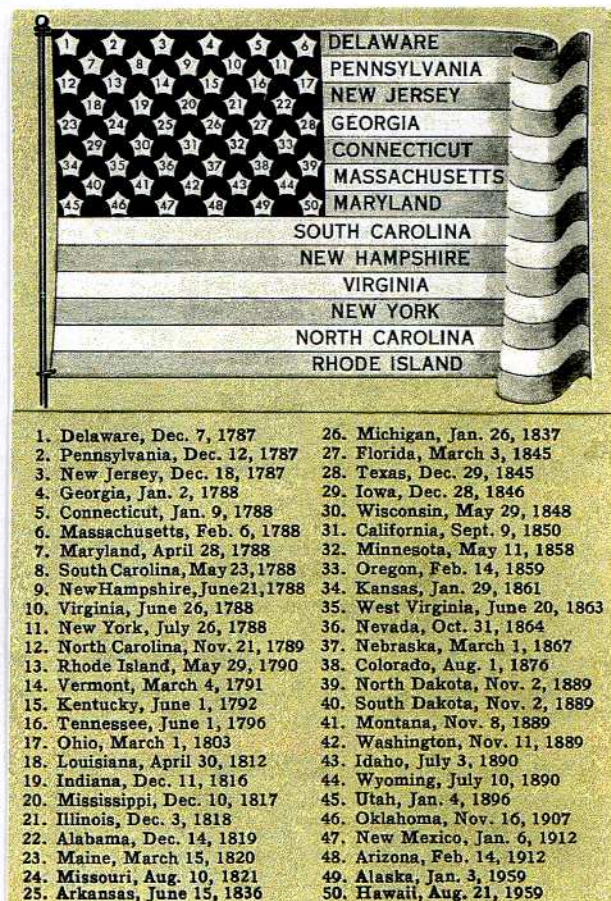 1 2 3 4 5 6
7 8 9 10 11
12 13 14 15 16 17
18 19 20 21 22
23 24 25 26 27 28
29 30 31 32 33
34 35 36 37 38 39
40 41 42 43 44
45 46 47 48 49 50
DELAWARE
PENNSYLVANIA
NEW JERSEY
GEORGIA
CONNECTICUT
MASSACHUSETTS
MARYLAND
SOUTH CAROLINA
NEW HAMPSHIRE
VIRGINIA
NEW YORK
NORTH CAROLINA
RHODE ISLAND
1. Delaware, Dec. 7, 1787
2. Pennsylvania, Dec. 12, 1787
3. New Jersey, Dec. 18, 1787
4. Georgia, Jan. 2, 1788
5. Connecticut, Jan. 9, 1788
6. Massachusetts, Feb. 6, 1788
7. Maryland, April 28, 1788
8. South Carolina, May 23, 1788
9. New Hampshire, June 21, 1788
10. Virginia, June 26, 1788
11. New York, July 26, 1788
12. North Carolina, Nov. 21, 1789
13. Rhode Island, May 29, 1790
14. Vermont, March 4, 1791
15. Kentucky, June 1, 1792
16. Tennessee, June 1, 1796
17. Ohio, March 1, 1803
18. Louisiana, April 30, 1812
19. Indiana, Dec. 11, 1816
20. Mississippi, Dec. 10, 1817
21. Illinois, Dec. 3, 1818
22. Alabama, Dec. 14, 1819
23. Maine, March 15, 1820
24. Missouri, Aug. 10, 1821
25. Arkansas, June 15, 1836
26. Michigan, Jan. 26, 1837
27. Florida, March 3, 1845
28. Texas, Dec. 29, 1845
29. Iowa, Dec. 28, 1846
30. Wisconsin, May 29, 1848
31. California, Sept. 9, 1850
32. Minnesota, May 11, 1858
33. Oregon, Feb. 14, 1859
34. Kansas, Jan. 29, 1861
35. West Virginia, June 20, 1863
36. Nevada, Oct. 31, 1864
37. Nebraska, March 1, 1867
38. Colorado, Aug. 1, 1876
39. North Dakota, Nov. 2, 1889
40. South Dakota, Nov. 2, 1889
41. Montana, Nov. 8, 1889
42. Washington, Nov. 11, 1889
43. Idaho, July 3, 1890
44. Wyoming, July 10, 1890
45. Utah, Jan. 4, 1896
46. Oklahoma, Nov. 16, 1907
47. New Mexico, Jan. 6, 1912
48. Arizona, Feb. 14, 1912
49. Alaska, Jan. 3, 1959
50. Hawaii, Aug. 21, 1959